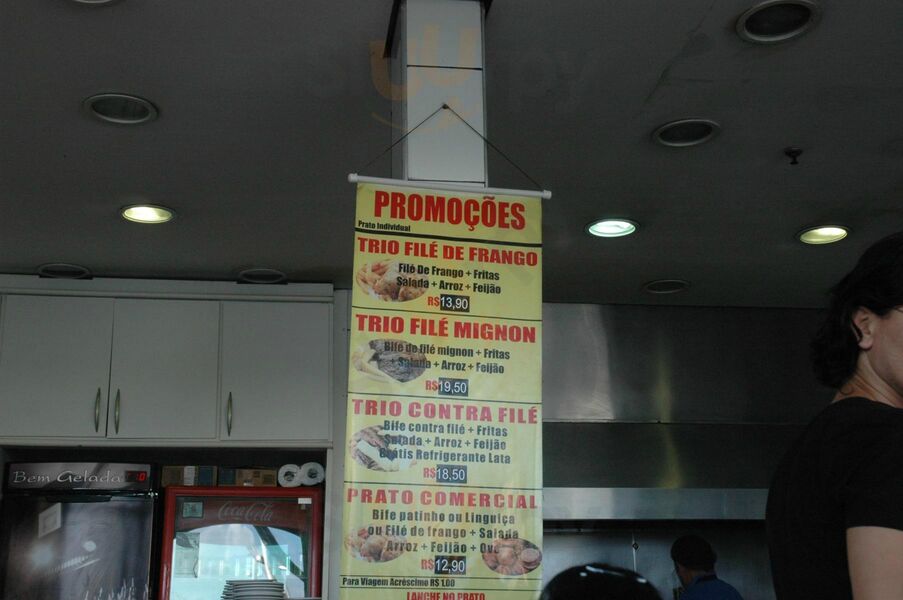 PROMOÇÕES
Prato Individual
TRIO FILÉ DE FRANGO
Filé De Frango + Fritas
Salada + Arroz + Feijão
R$13,90
TRIO FILÉ MIGNON
Bife de filé mignon + Fritas
+ Salada + Arroz + Feijão
R$19,50
TRIO CONTRA FILÉ
Bife contra filé + Fritas
Salada + Arroz + Feijão
Grátis Refrigerante Lata
R$18,50
PRATO COMERCIAL
Bife patinho ou Linguiça
ou Filé de frango + Salada
Arroz + Feijão + Ovo
R$12,90
Para Viagem Acréscimo R$ 1,00
LANCHE NO PRATO
Bem Gelada
Coca-Cola